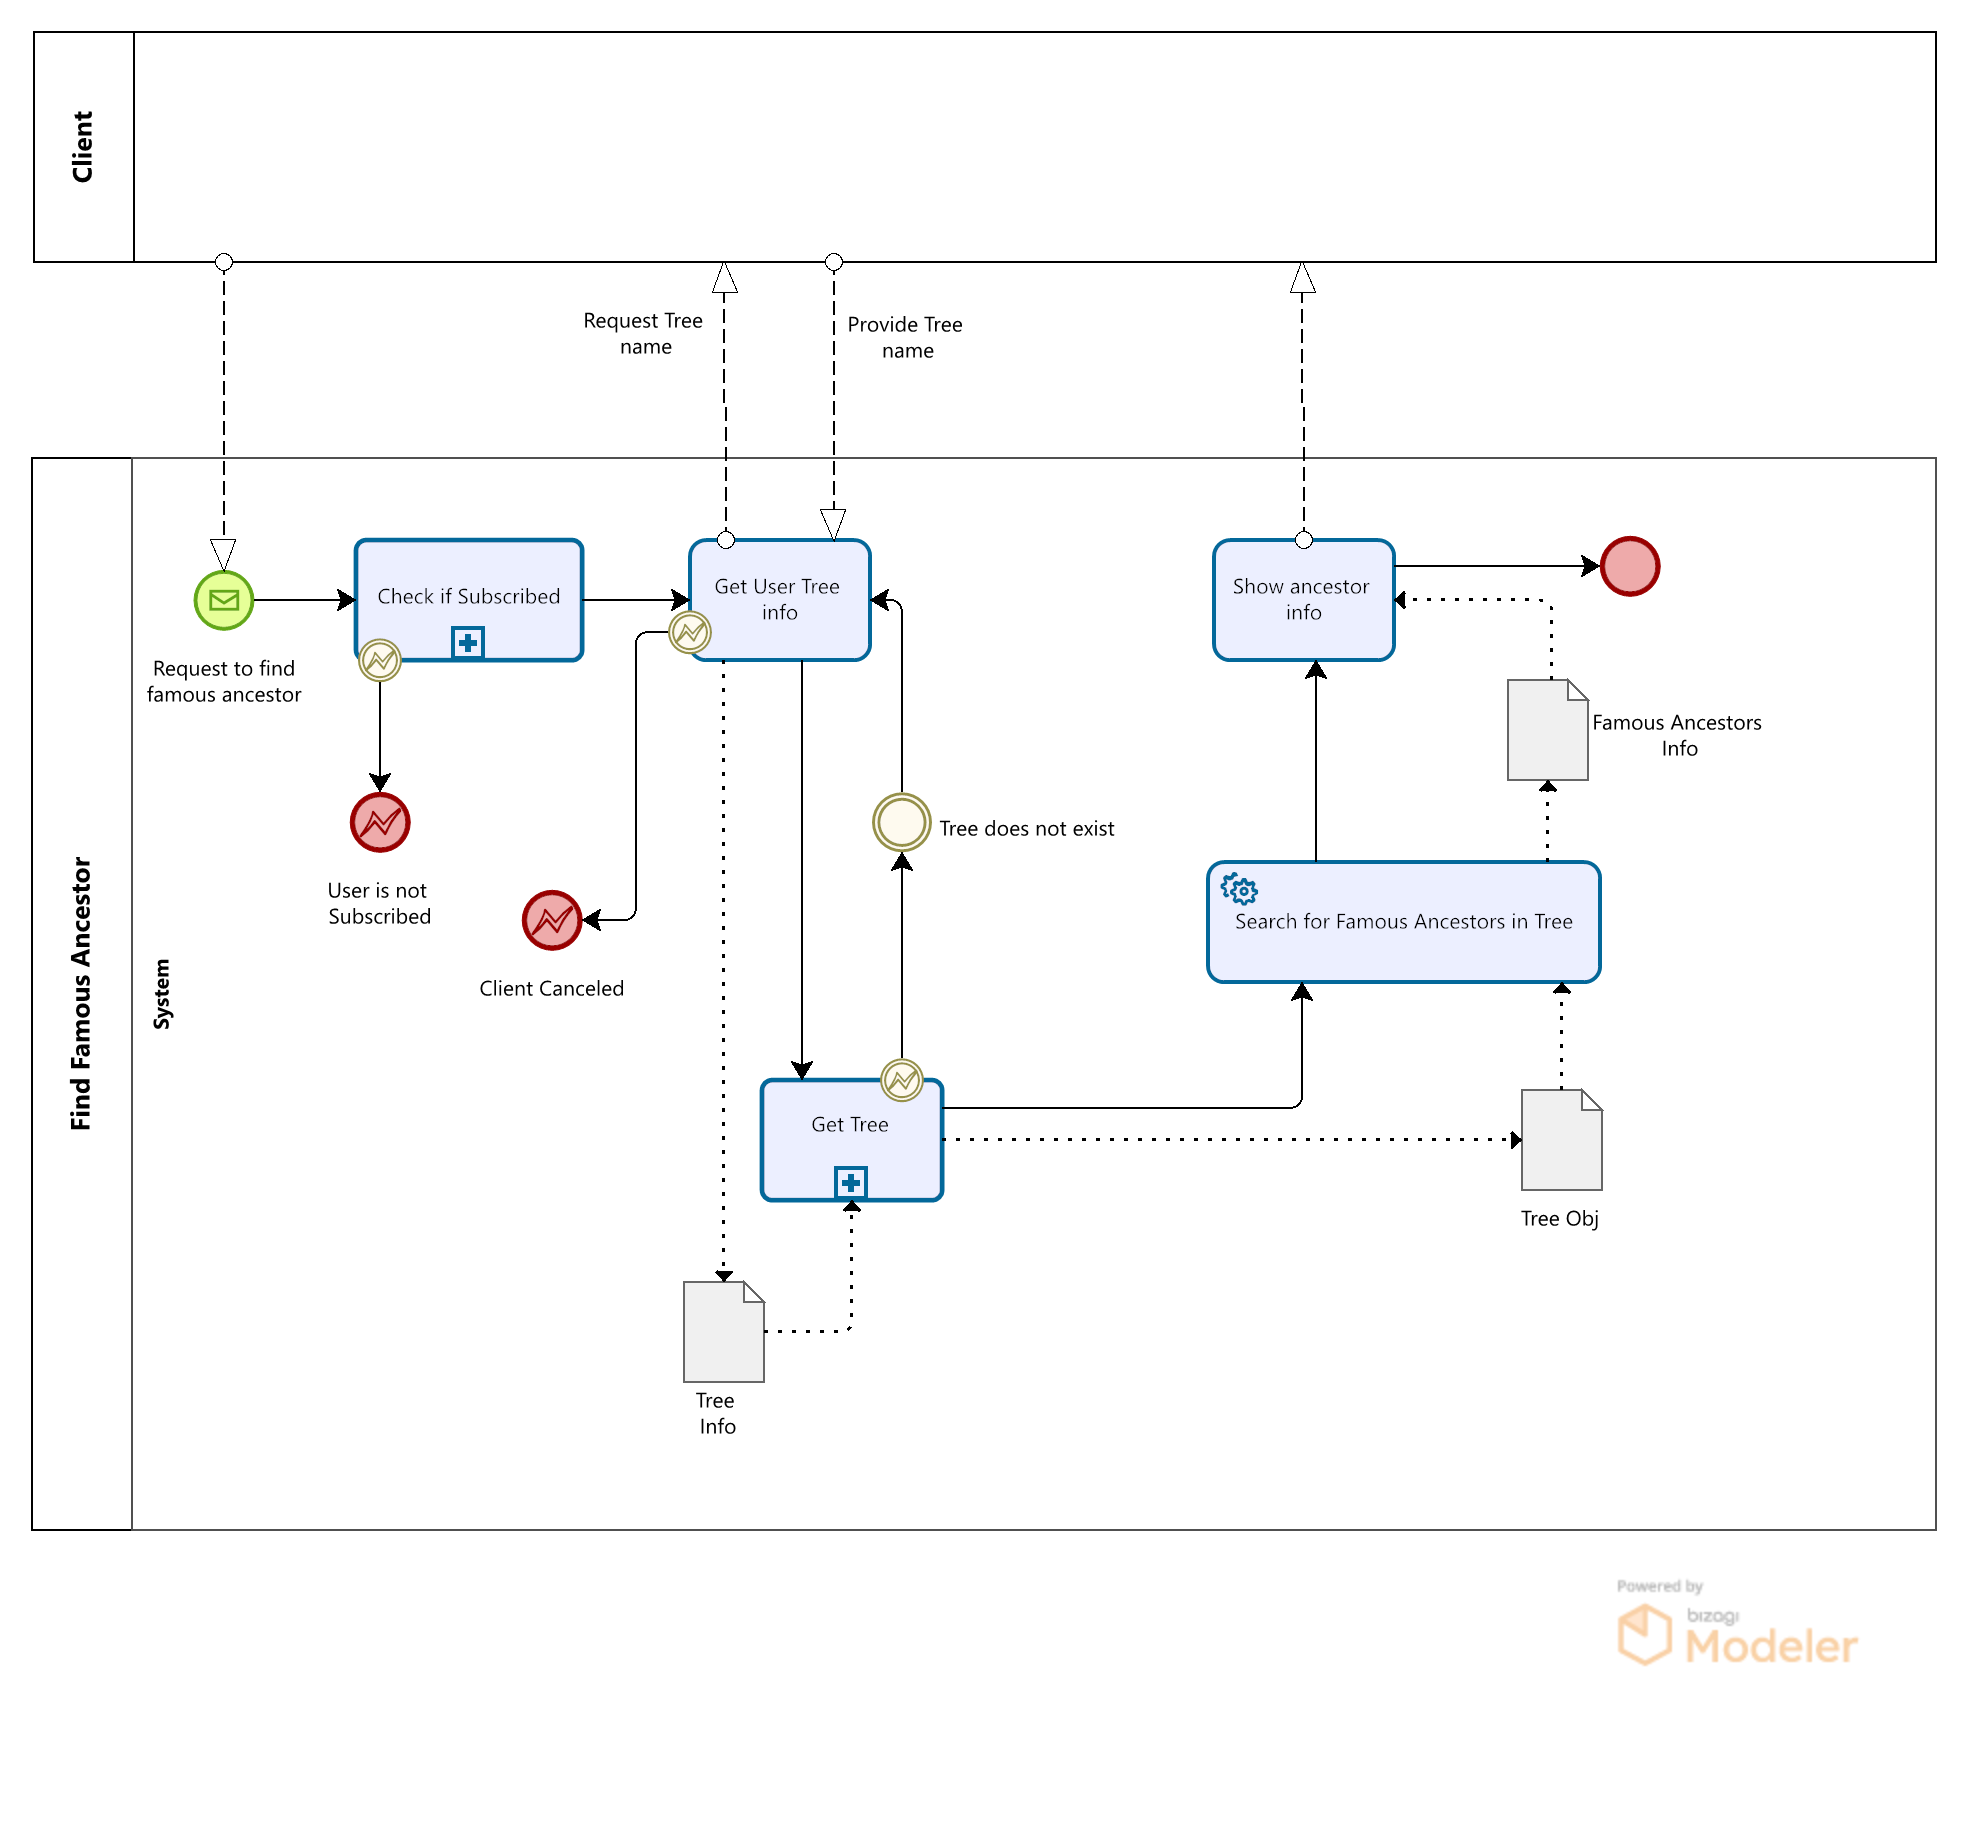 Client
Request Tree
name
Provide Tree
name
Find Famous Ancestor
System
Request to find
famous ancestor
Check if Subscribed
Get User Tree
info
Show ancestor
info
Famous Ancestors
Info
User is not
Subscribed
Tree does not exist
Client Canceled
Search for Famous Ancestors in Tree
Get Tree
Tree Obj
Tree
Info
Powered by
bizagi
Modeler